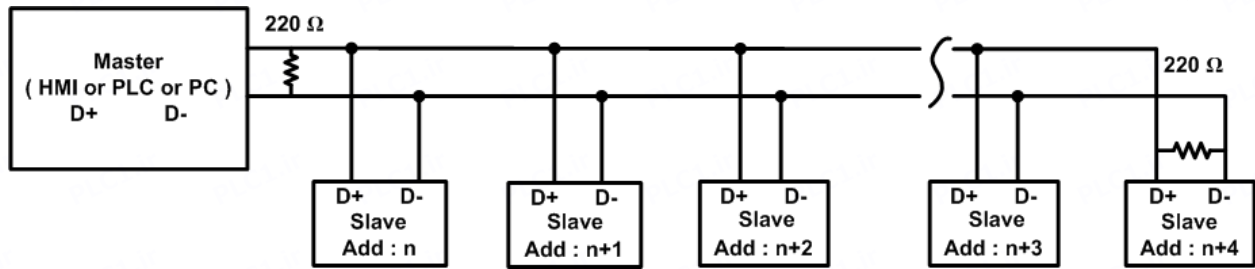 220 Ω
Master
( HMI or PLC or PC )
D+ D-
220 Ω
D+ D-
Slave
Add : n
D+ D-
Slave
Add : n+1
D+ D-
Slave
Add : n+2
D+ D-
Slave
Add : n+3
D+ D-
Slave
Add : n+4